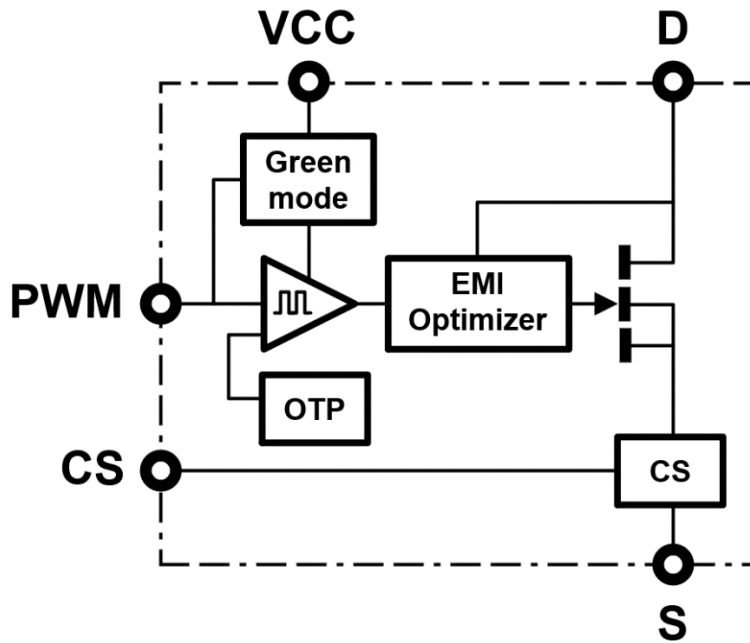 VCC
D
Green
mode
PWM
EMI
Optimizer
OTP
CS
CS
S